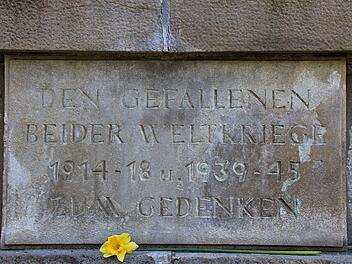 DEN GEFALLENEN
BEIDER WELTKRIEGE
1914-18 u. 1939-45
ZUM GEDENKEN